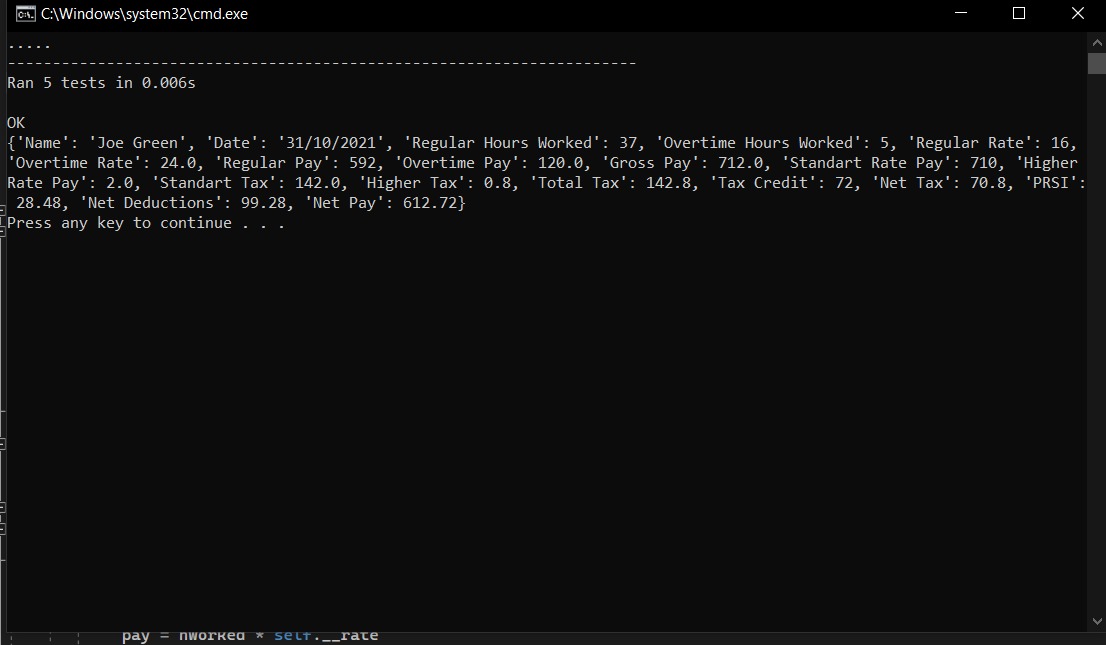 C:\Windows\system32\cmd.exe
.....
----------------------------------------------------------------------
Ran 5 tests in 0.006s
OK
{'Name': 'Joe Green', 'Date': '31/10/2021', 'Regular Hours Worked': 37, 'Overtime Hours Worked': 5, 'Regular Rate': 16,
'Overtime Rate': 24.0, 'Regular Pay': 592, 'Overtime Pay': 120.0, 'Gross Pay': 712.0, 'Standart Rate Pay': 710, 'Higher
Rate Pay': 2.0, 'Standart Tax': 142.0, 'Higher Tax': 0.8, 'Total Tax': 142.8, 'Tax Credit': 72, 'Net Tax': 70.8, 'PRSI':
28.48, 'Net Deductions': 99.28, 'Net Pay': 612.72}
Press any key to continue . . .
pay = hworked * self.__rate